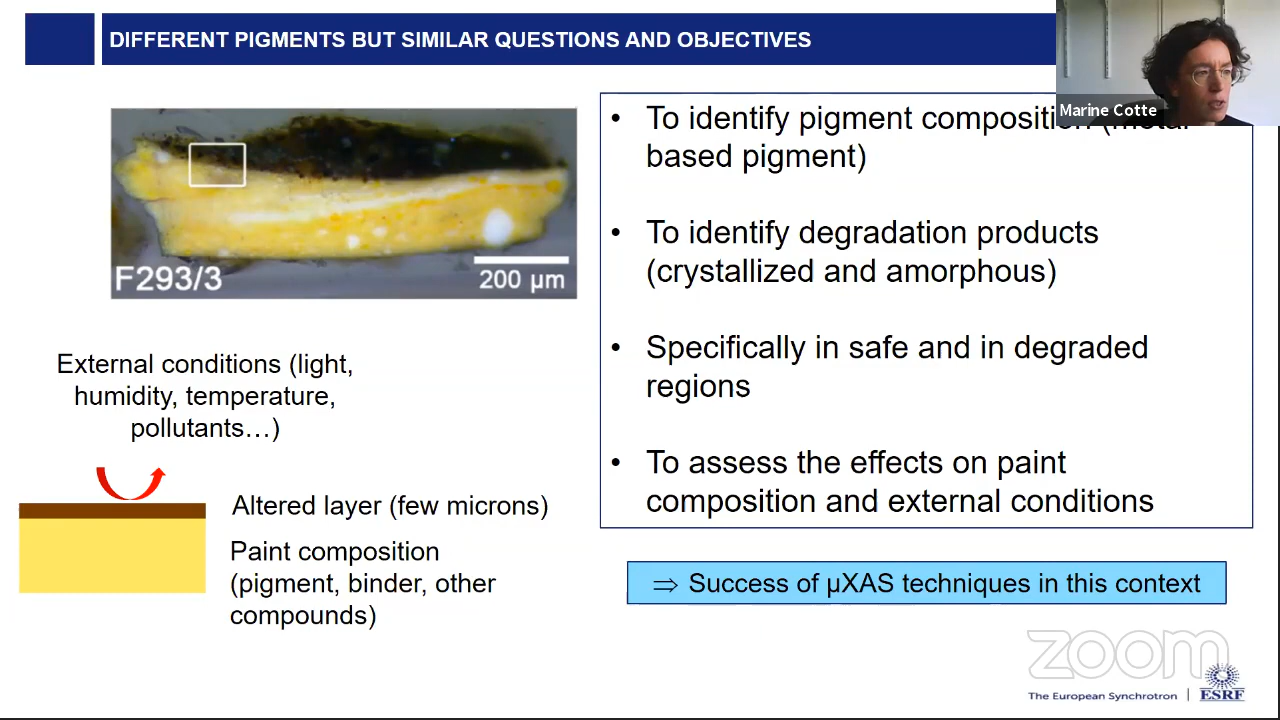 DIFFERENT PIGMENTS BUT SIMILAR QUESTIONS AND OBJECTIVES
Marine Cotte
F293/3
200 µm
External conditions (light,
humidity, temperature,
pollutants…)
Altered layer (few microns)
Paint composition
(pigment, binder, other
compounds)
• To identify pigment
based pigment)
• To identify degradation products
(crystallized and amorphous)
• Specifically in safe and in degraded
regions
• To assess the effects on paint
composition and external conditions
⇒ Success of µXAS techniques in this context
zoom
The European Synchrotron | ESRF